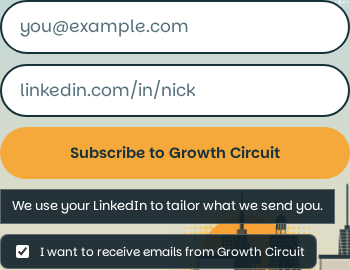 you@example.com
linkedin.com/in/nick
Subscribe to Growth Circuit
We use your LinkedIn to tailor what we send you.
I want to receive emails from Growth Circuit